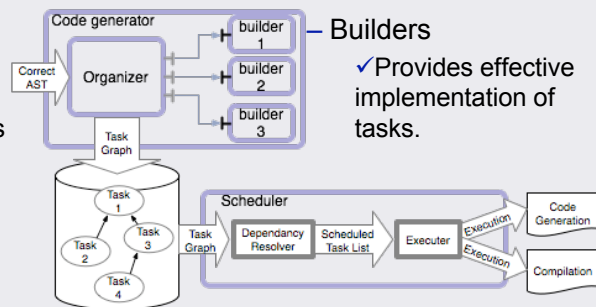 Code generator
builder
1
builder
2
builder
3
Correct
AST
Organizer
– Builders
✓Provides effective
implementation of
tasks.
s
Task
Graph
Task
1
Task
2
Task
3
Task
4
Task
Graph
Scheduler
Dependancy
Resolver
Scheduled
Task List
Executer
Execution
Execution
Code
Generation
Compilation